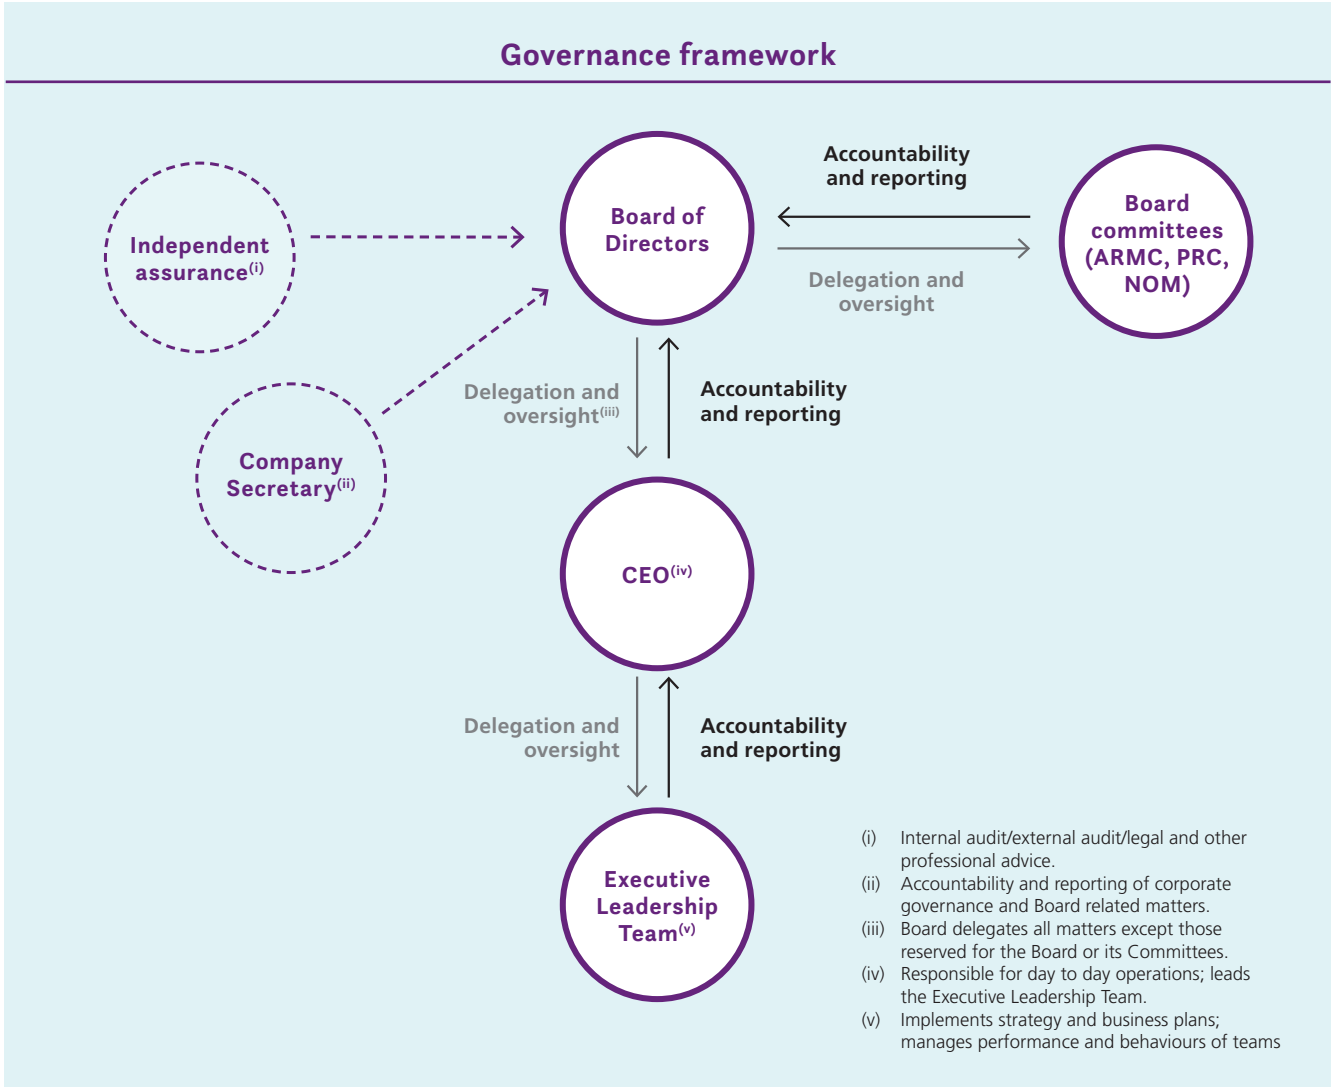 Governance framework
Independent
assurance(i)
Board of
Directors
Accountability
and reporting
Delegation and
oversight
Board
committees
(ARMC, PRC,
NOM)
Company
Secretary(ii)
Delegation and
oversight(iii)
Accountability
and reporting
CEO(iv)
Delegation and
oversight
Accountability
and reporting
Executive
Leadership
Team(v)
(i) Internal audit/external audit/legal and other
professional advice.
(ii) Accountability and reporting of corporate
governance and Board related matters.
(iii) Board delegates all matters except those
reserved for the Board or its Committees.
(iv) Responsible for day to day operations; leads
the Executive Leadership Team.
(v) Implements strategy and business plans;
manages performance and behaviours of teams